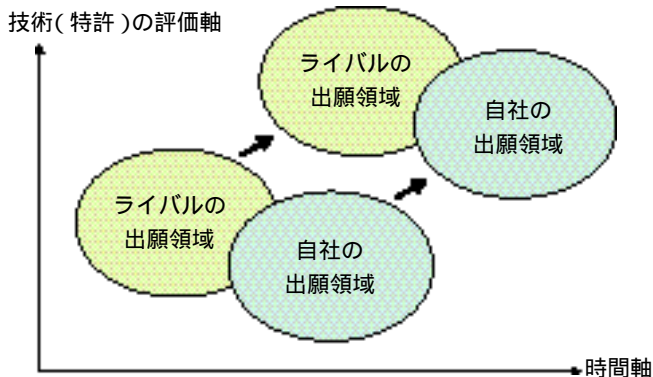 技術(特許)の評価軸
ライバルの
出願領域
自社の
出願領域
ライバルの
出願領域
自社の
出願領域
時間軸